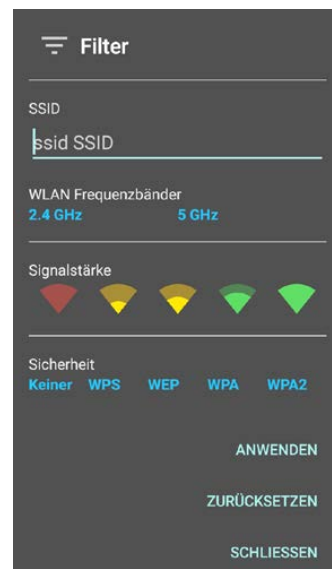 Filter
SSID
ssid SSID
WLAN Frequenzbänder
2.4 GHz 5 GHz
Signalstärke
Sicherheit
Keiner WPS WEP WPA WPA2
ANWENDEN
ZURÜCKSETZEN
SCHLIESSEN